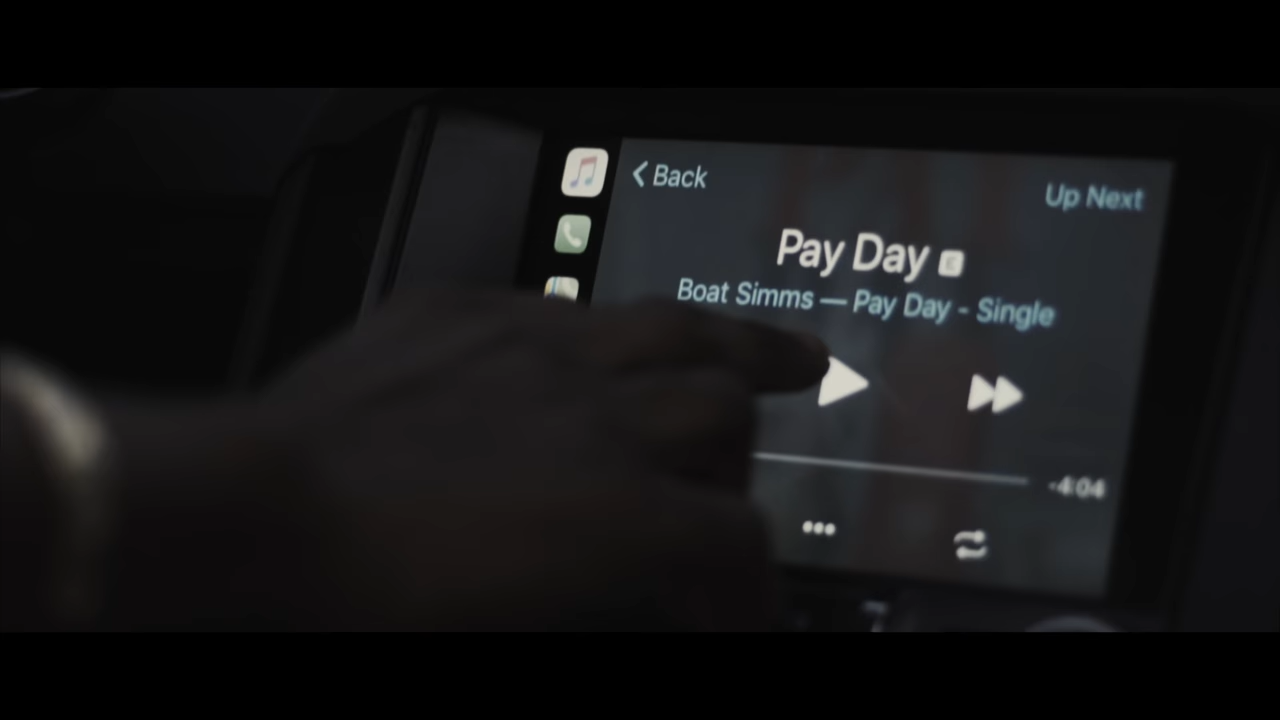 Back
Up Next
Pay Day E
Boat Simms — Pay Day - Single
-4:04